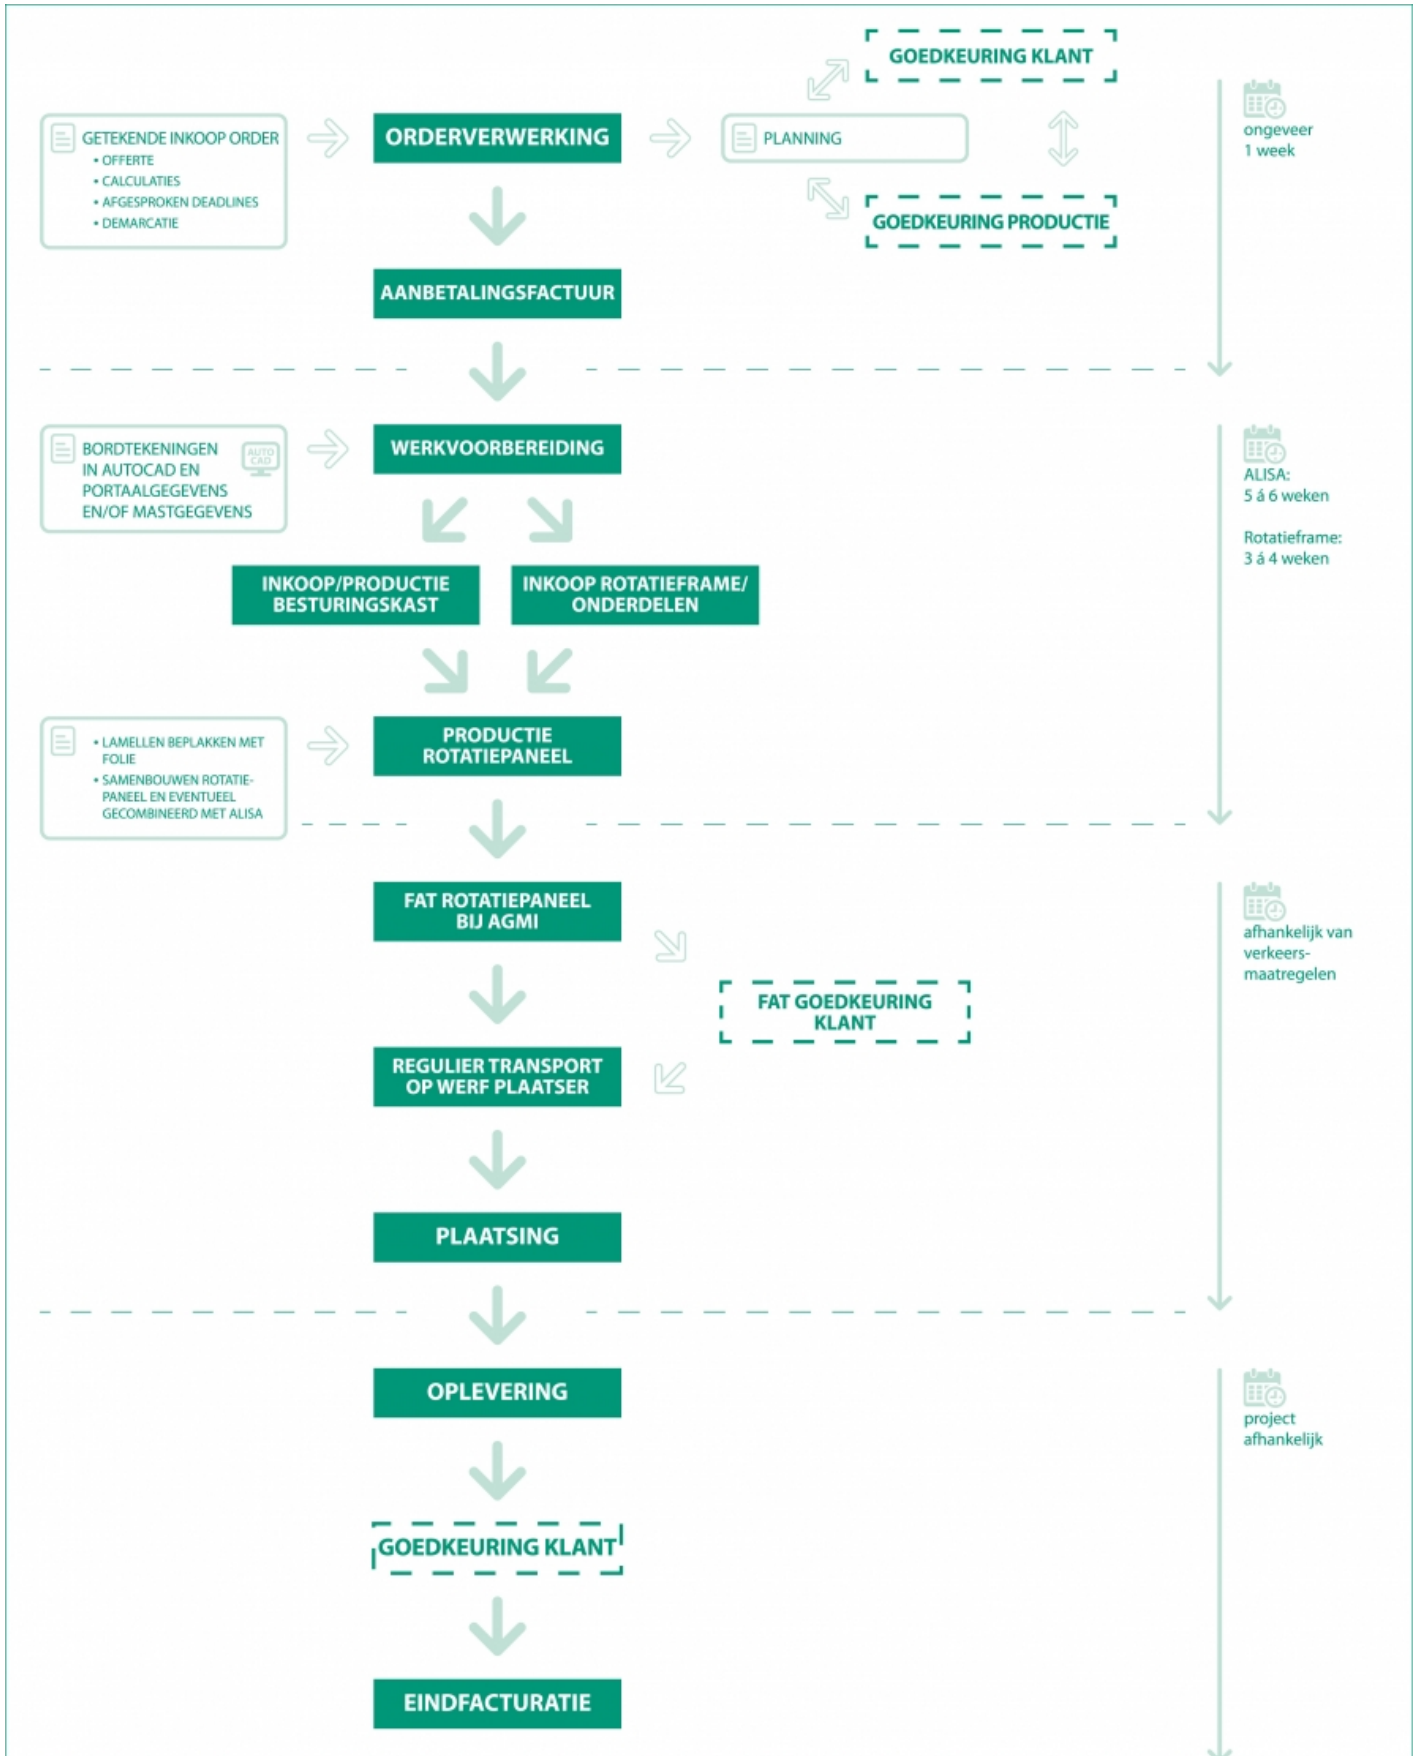 GOEDKEURING KLANT
GETEKENDE INKOOP ORDER
• OFFERTE
• CALCULATIES
• AFGESPROKEN DEADLINES
• DEMARCATIE
ORDERVERWERKING
PLANNING
GOEDKEURING PRODUCTIE
ongeveer
1 week
AANBETALINGSFACTUUR
BORDTEKENINGEN
IN AUTOCAD EN
PORTAALGEGEVENS
EN/OF MASTGEGEVENS
AUTO
CAD
WERKVOORBEREIDING
ALISA:
5 á 6 weken
Rotatieframe:
3 á 4 weken
INKOOP/PRODUCTIE
BESTURINGSKAST
INKOOP ROTATIEFRAME/
ONDERDELEN
• LAMELLEN BEPLAKKEN MET
FOLIE
• SAMENBOUWEN ROTATIE-
PANEEL EN EVENTUEEL
GECOMBINEERD MET ALISA
PRODUCTIE
ROTATIEPANEEL
FAT ROTATIEPANEEL
BIJ AGMI
afhankelijk van
verkeers-
maatregelen
FAT GOEDKEURING
KLANT
REGULIER TRANSPORT
OP WERF PLAATSER
PLAATSING
OPLEVERING
project
afhankelijk
GOEDKEURING KLANT
EINDFACTURATIE